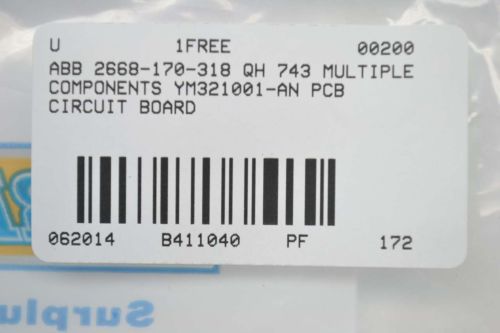 U 1FREE 00200
ABB 2668-170-318 QH 743 MULTIPLE
COMPONENTS YM321001-AN PCB
CIRCUIT BOARD
062014 B411040 PF 172
Surplu